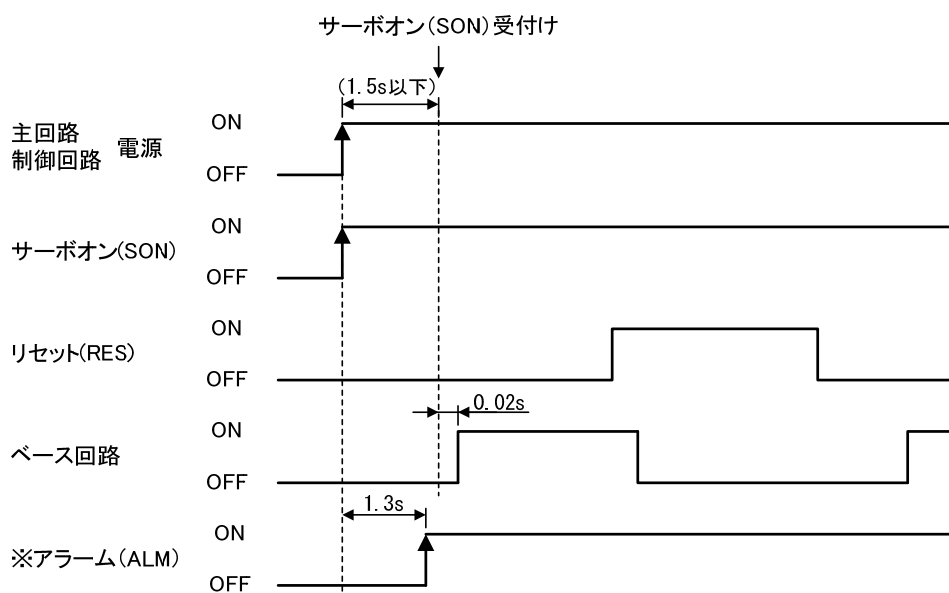 サーボオン(SON)受付け
(1.5s以下)
主回路
制御回路 電源
ON
OFF
サーボオン(SON)
ON
OFF
リセット(RES)
ON
OFF
0.02s
ベース回路
ON
OFF
1.3s
※アラーム(ALM)
ON
OFF